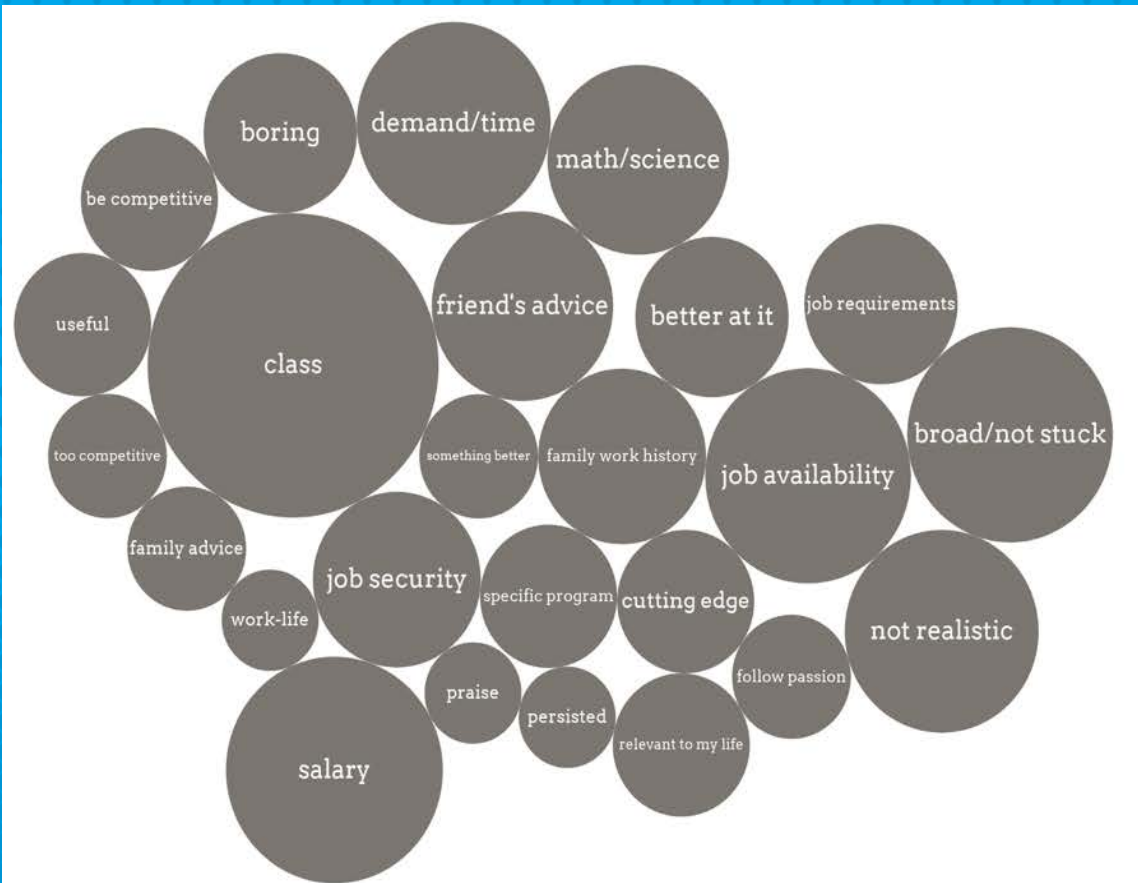 demand/time
boring
math/science
be competitive
friend's advice
job requirements
better at it
useful
class
broad/not stuck
too competitive
something better
family work history
job availability
family advice
job security
specific program
cutting edge
work-life
not realistic
follow passion
praise
persisted
relevant to my life
salary